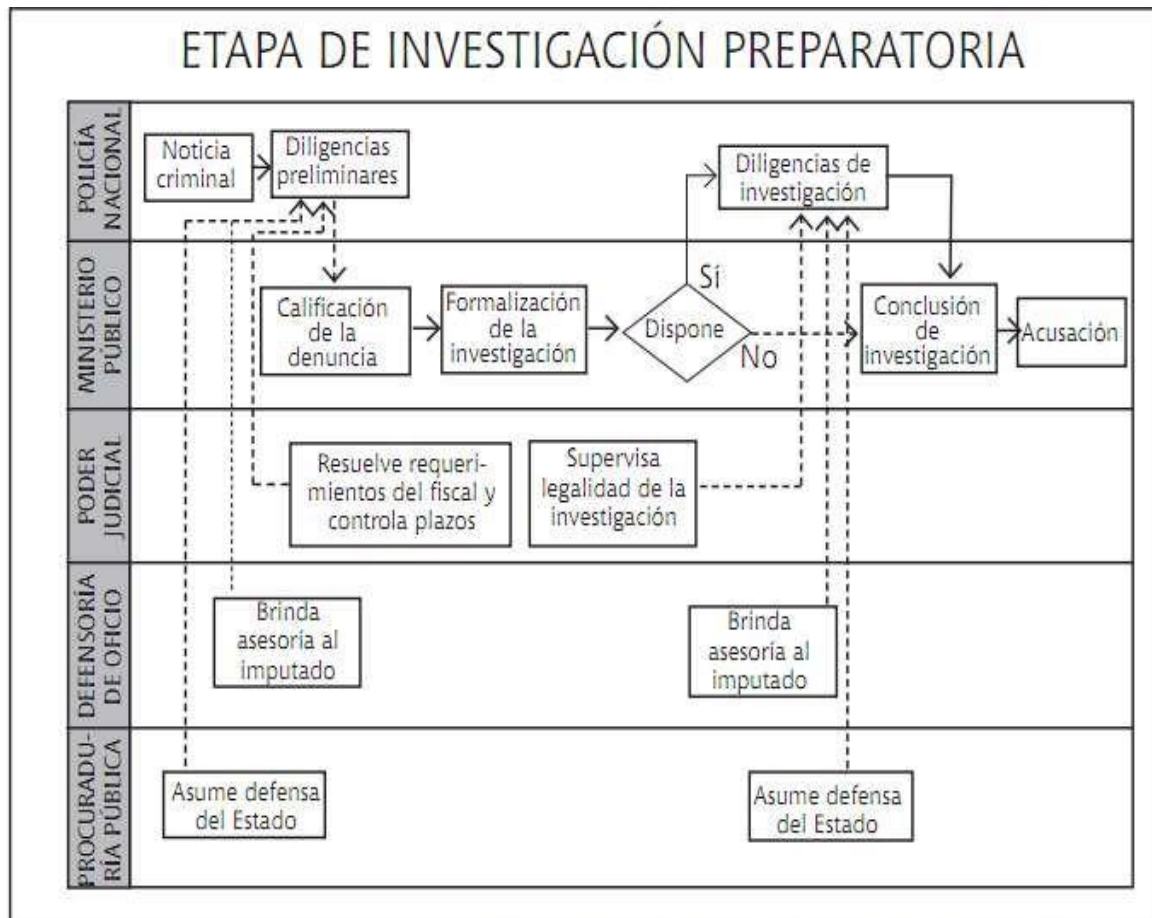 ETAPA DE INVESTIGACIÓN PREPARATORIA
POLICÍA
NACIONAL
Noticia
criminal
Diligencias
preliminares
Diligencias de
investigación
MINISTERIO
PÚBLICO
Calificación
de la
denuncia
Formalización
de la
investigación
Dispone
Sí
No
Conclusión
de
investigación
Acusación
PODER
JUDICIAL
Resuelve requeri-
mientos del fiscal y
controla plazos
Supervisa
legalidad de la
investigación
DEFENSORÍA
DE OFICIO
Brinda
asesoría al
imputado
Brinda
asesoría al
imputado
PROCURADU-
RÍA PÚBLICA
Asume defensa
del Estado
Asume defensa
del Estado